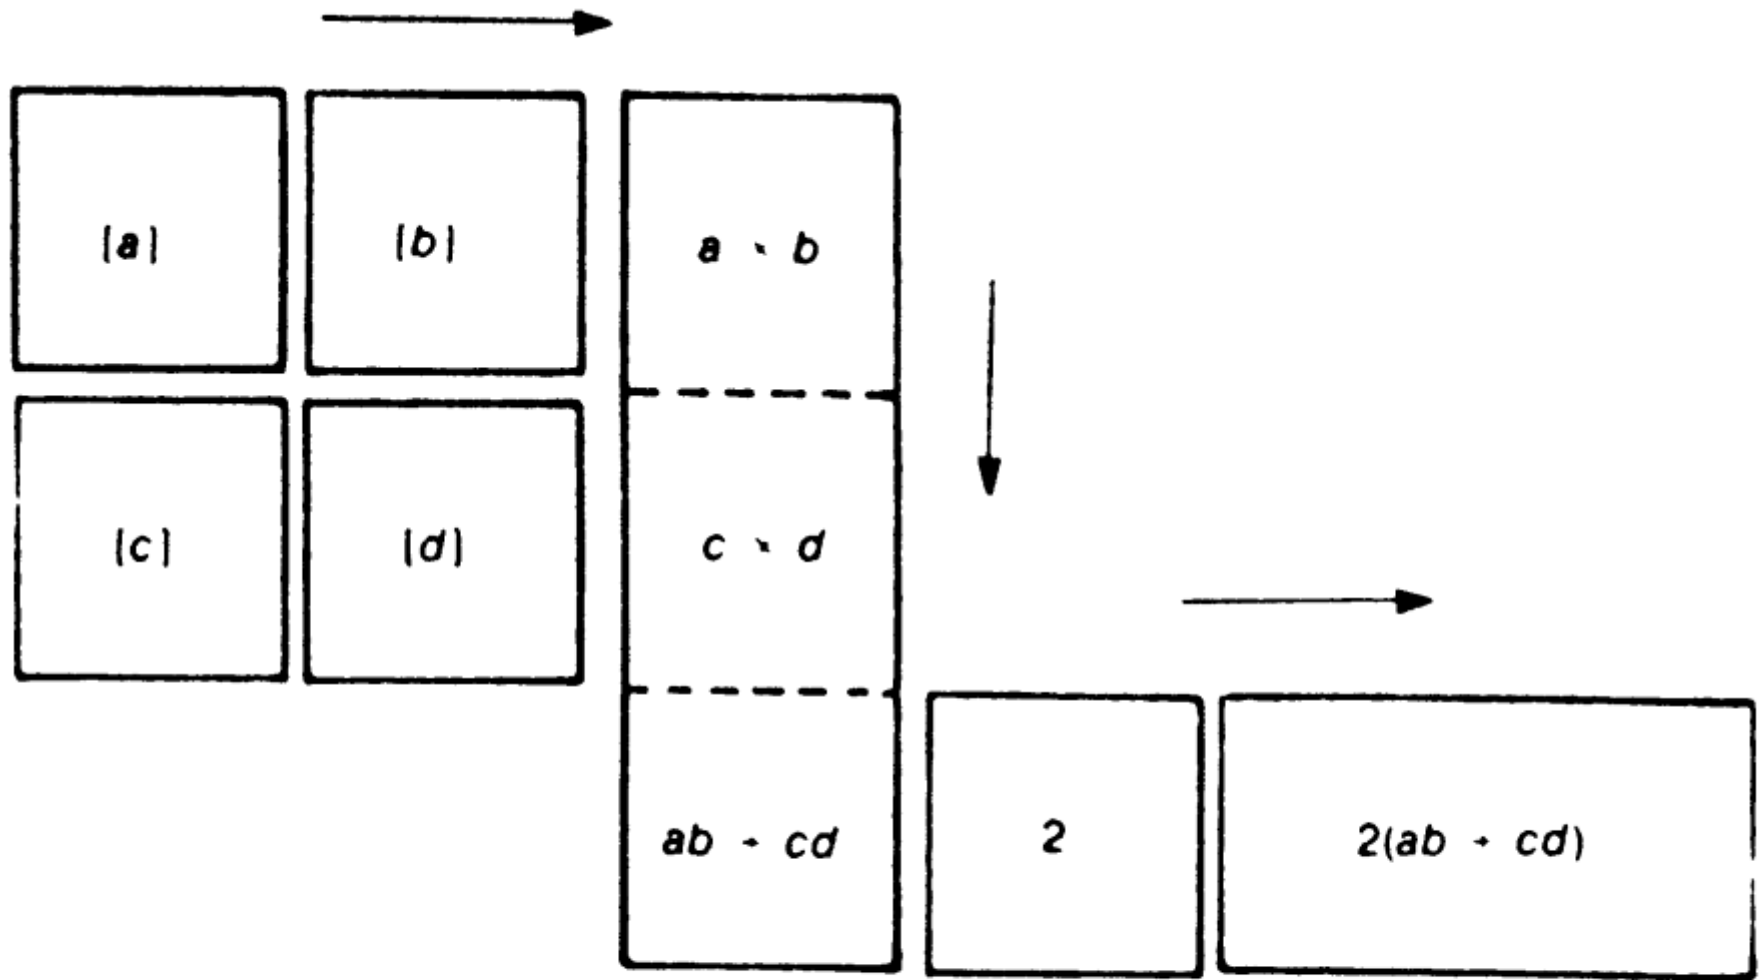 |a| |b| a × b
|c| |d| c × d
ab + cd 2 2(ab + cd)